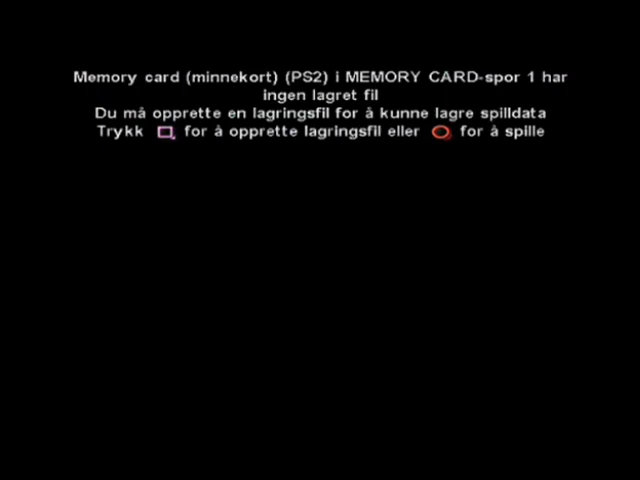 Memory card (minnekort) (PS2) i MEMORY CARD-spor 1 har
ingen lagret fil
Du må opprette en lagringsfil for å kunne lagre spilldata
Trykk □ for å opprette lagringsfil eller ○ for å spille